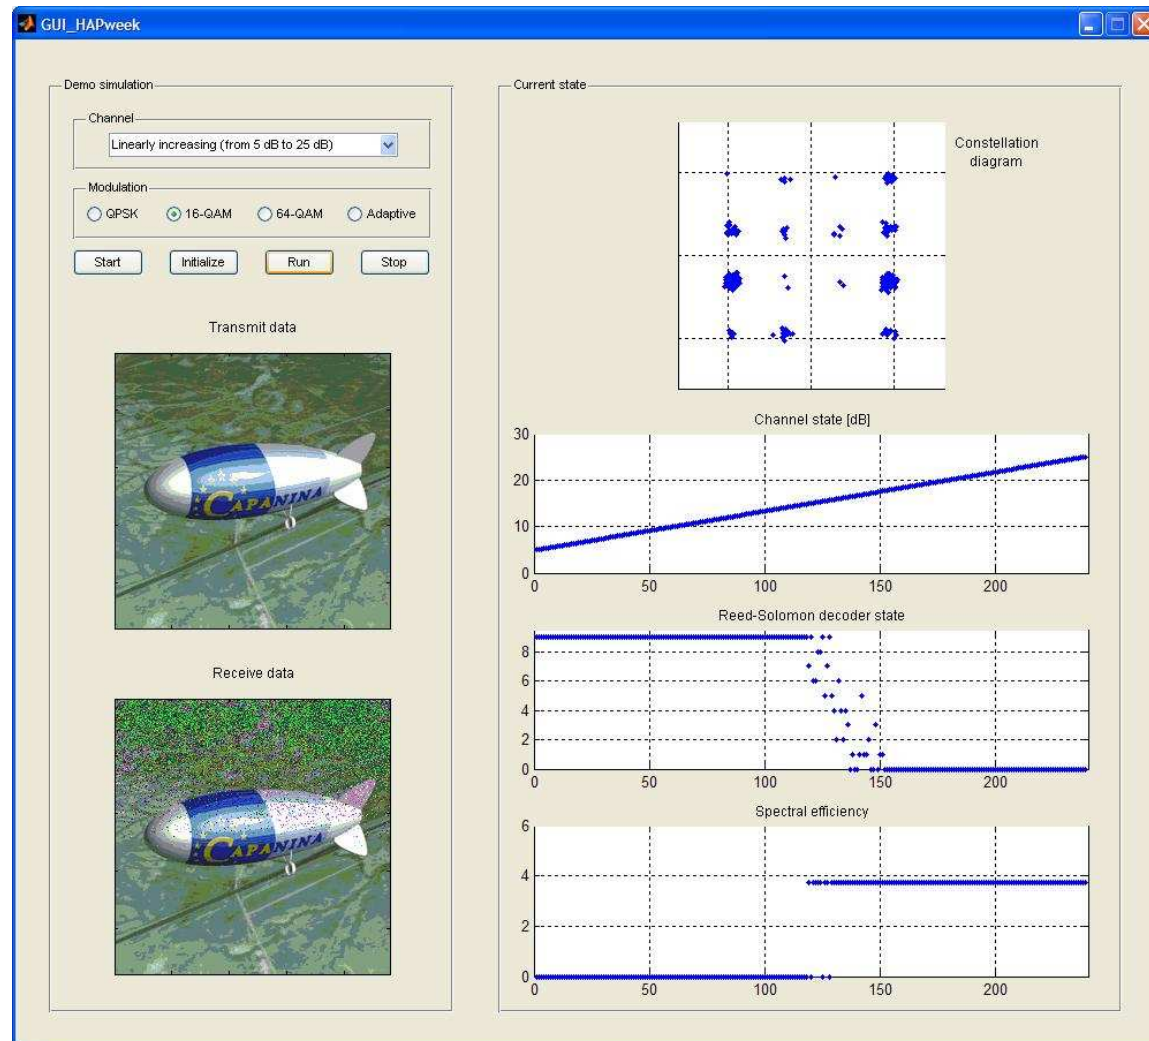 GUI_HAPweek
Demo simulation
Channel
Linearly increasing (from 5 dB to 25 dB)
Modulation
QPSK 16-QAM 64-QAM Adaptive
Start Initialize Run Stop
Transmit data
CAPANINA
Receive data
CAPANINA
Current state
Constellation
diagram
Channel state [dB]
30
20
10
0
0 50 100 150 200
Reed-Solomon decoder state
8
6
4
2
0
0 50 100 150 200
Spectral efficiency
6
4
2
0
0 50 100 150 200